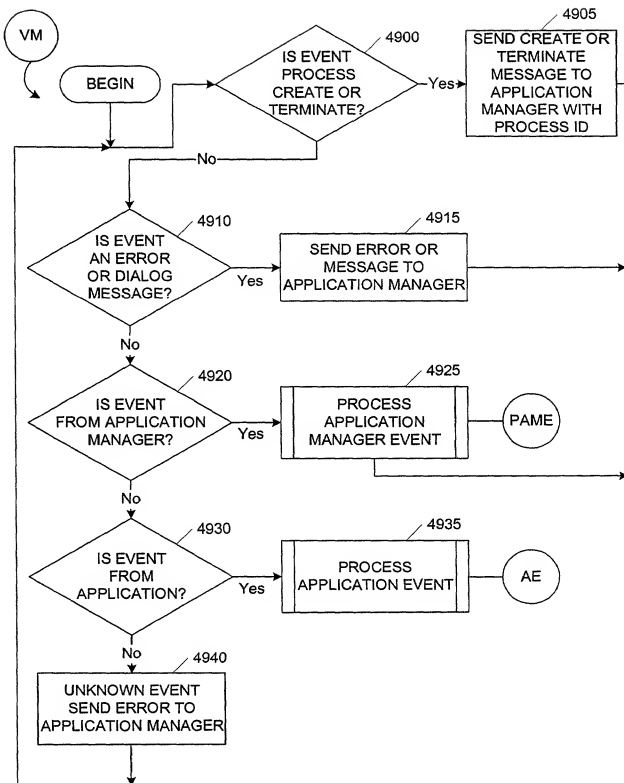 VM
BEGIN
4900
IS EVENT
PROCESS
CREATE OR
TERMINATE?
Yes
4905
SEND CREATE OR
TERMINATE
MESSAGE TO
APPLICATION
MANAGER WITH
PROCESS ID
No
4910
IS EVENT
AN ERROR
OR DIALOG
MESSAGE?
Yes
4915
SEND ERROR OR
MESSAGE TO
APPLICATION MANAGER
No
4920
IS EVENT
FROM APPLICATION
MANAGER?
Yes
4925
PROCESS
APPLICATION
MANAGER EVENT
PAME
No
4930
IS EVENT
FROM
APPLICATION?
Yes
4935
PROCESS
APPLICATION EVENT
AE
No
4940
UNKNOWN EVENT
SEND ERROR TO
APPLICATION MANAGER